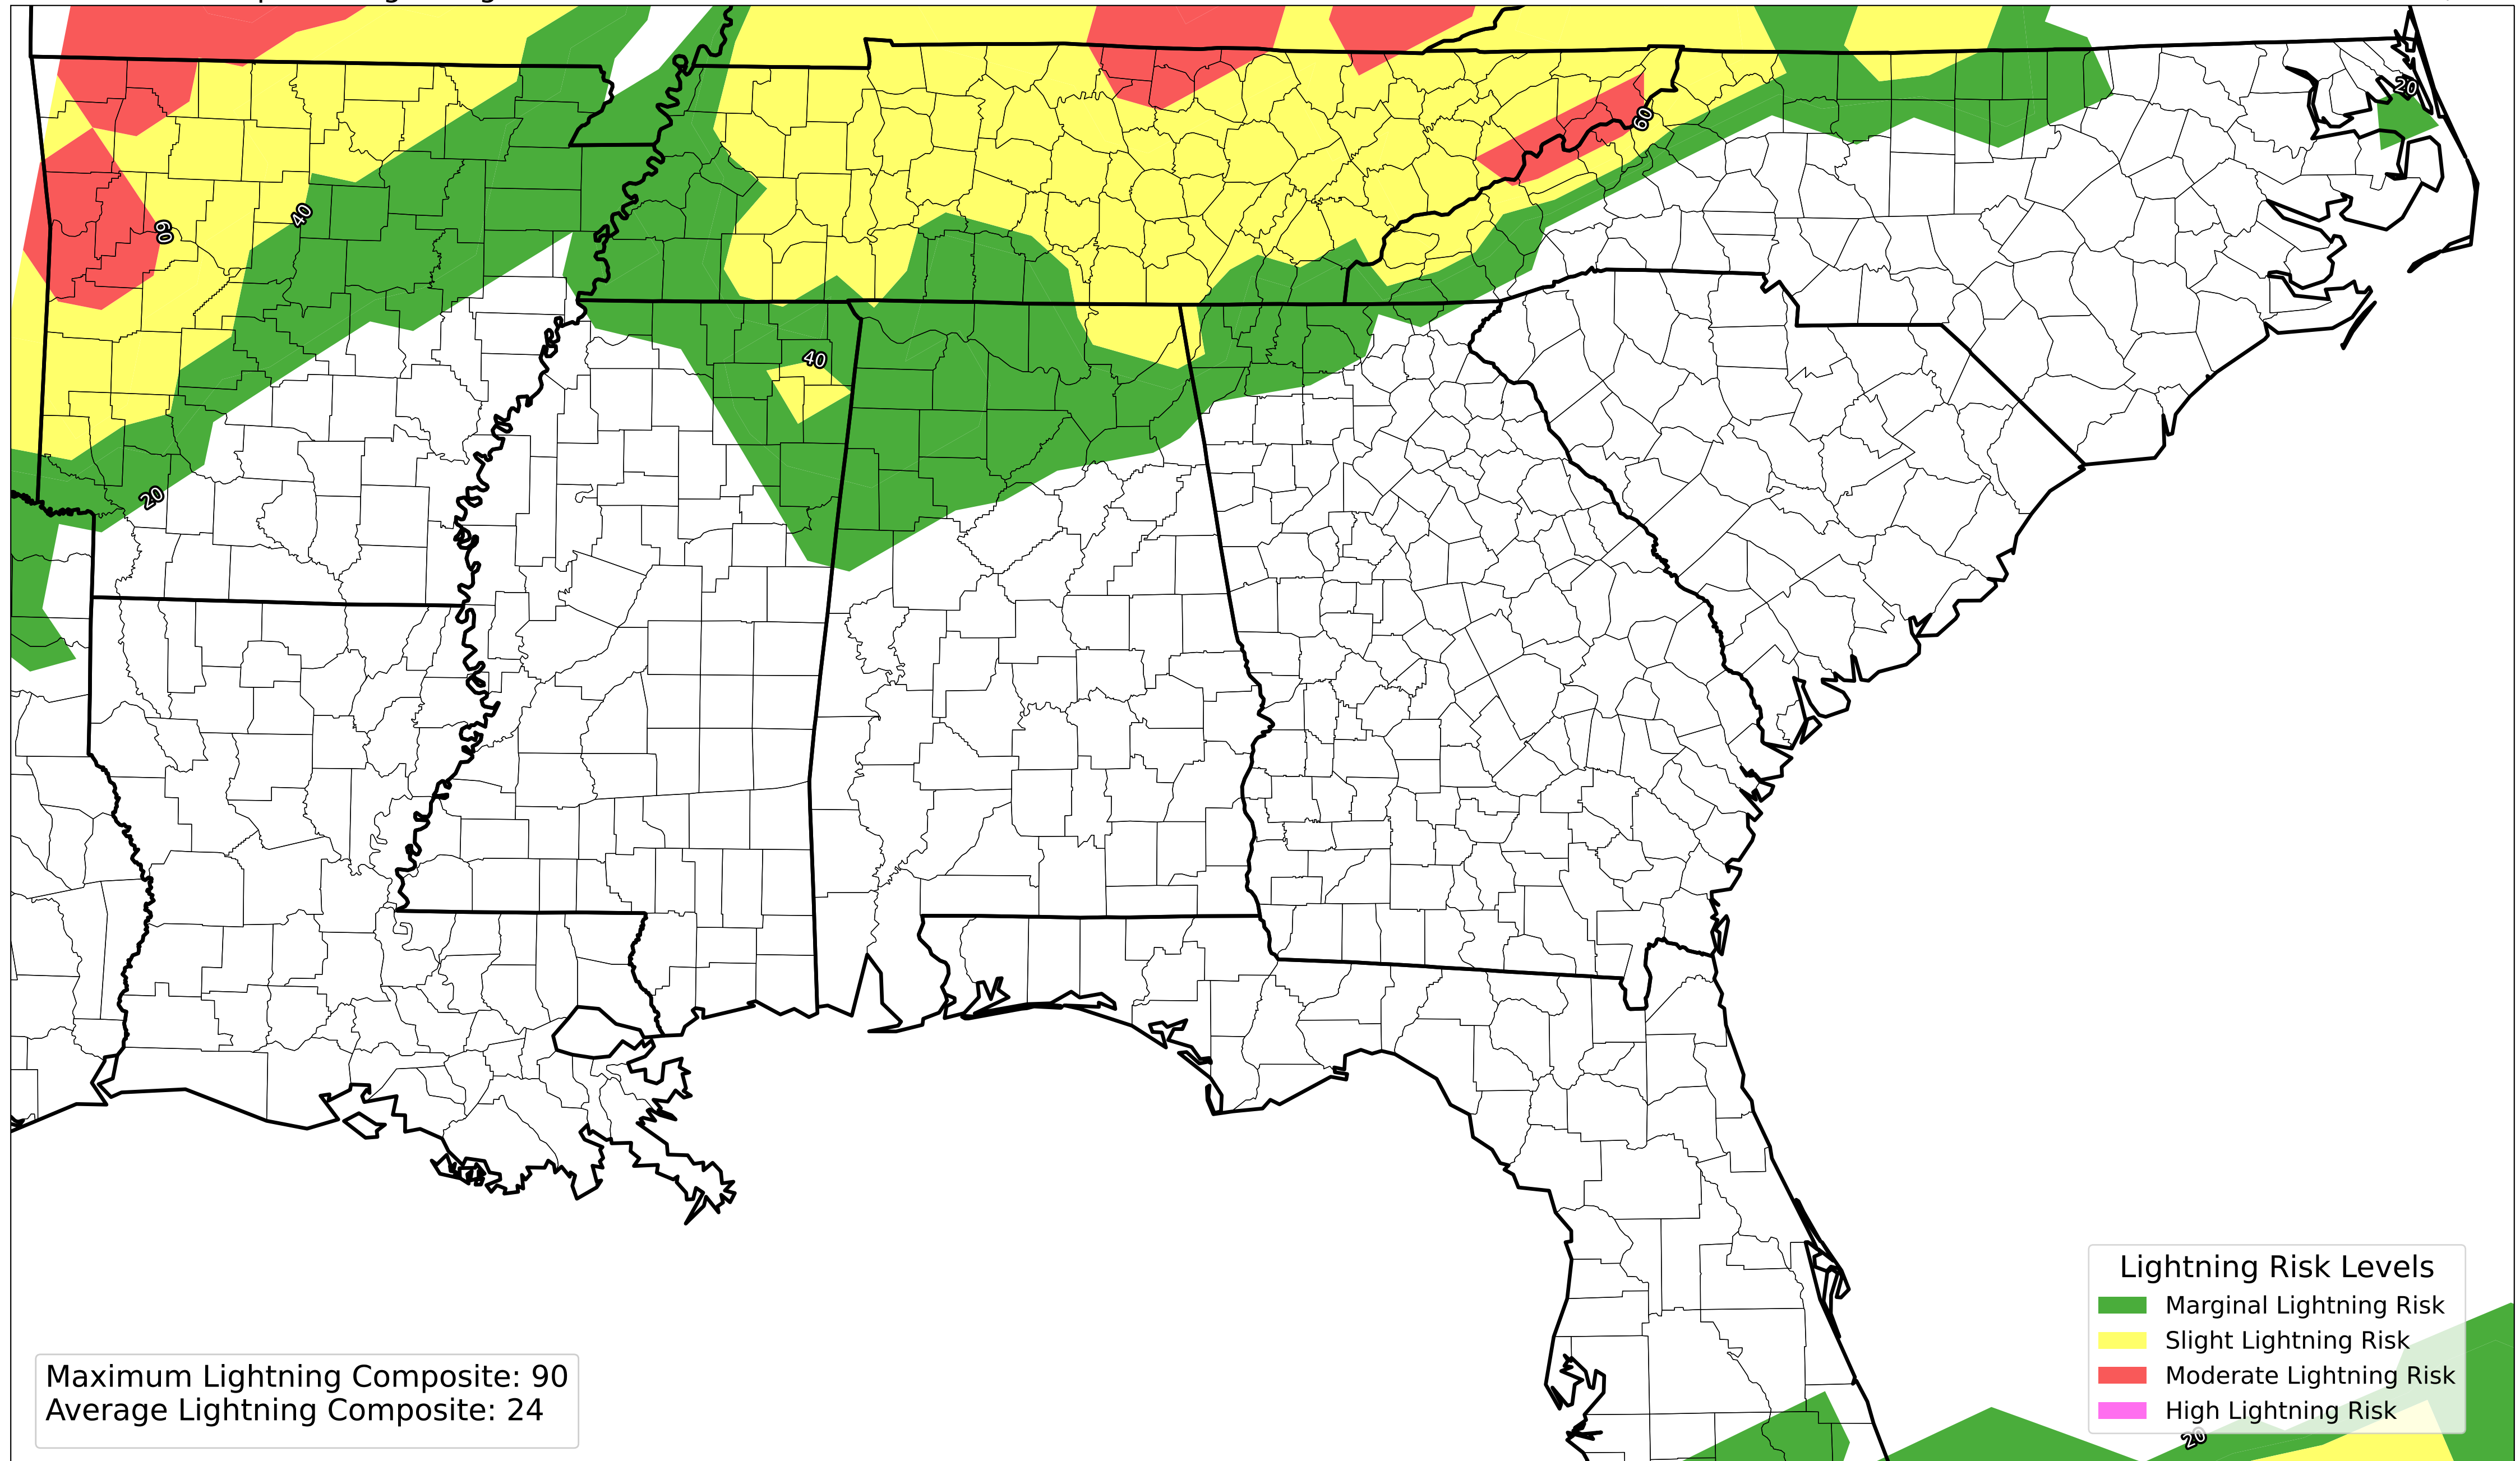 20
60
60
40
40
20
Lightning Risk Levels
Marginal Lightning Risk
Slight Lightning Risk
Moderate Lightning Risk
High Lightning Risk
Maximum Lightning Composite: 90
Average Lightning Composite: 24
20